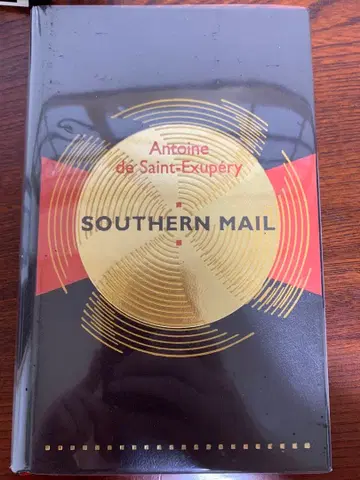 Antoine
de Saint-Exupéry
SOUTHERN MAIL